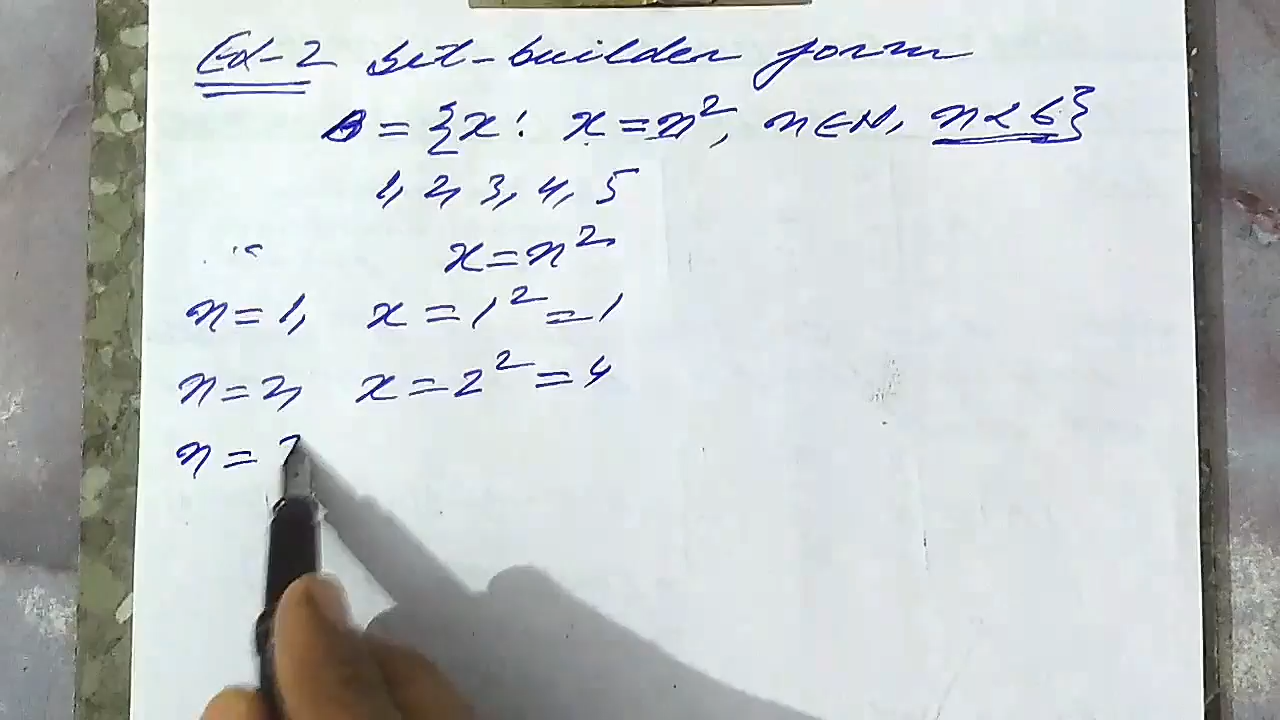 Ex-2 Set-builder form
B = {x : x = n², n ∈ N, n < 6}
1, 2, 3, 4, 5
x = n²
n = 1, x = 1² = 1
n = 2, x = 2² = 4
n =